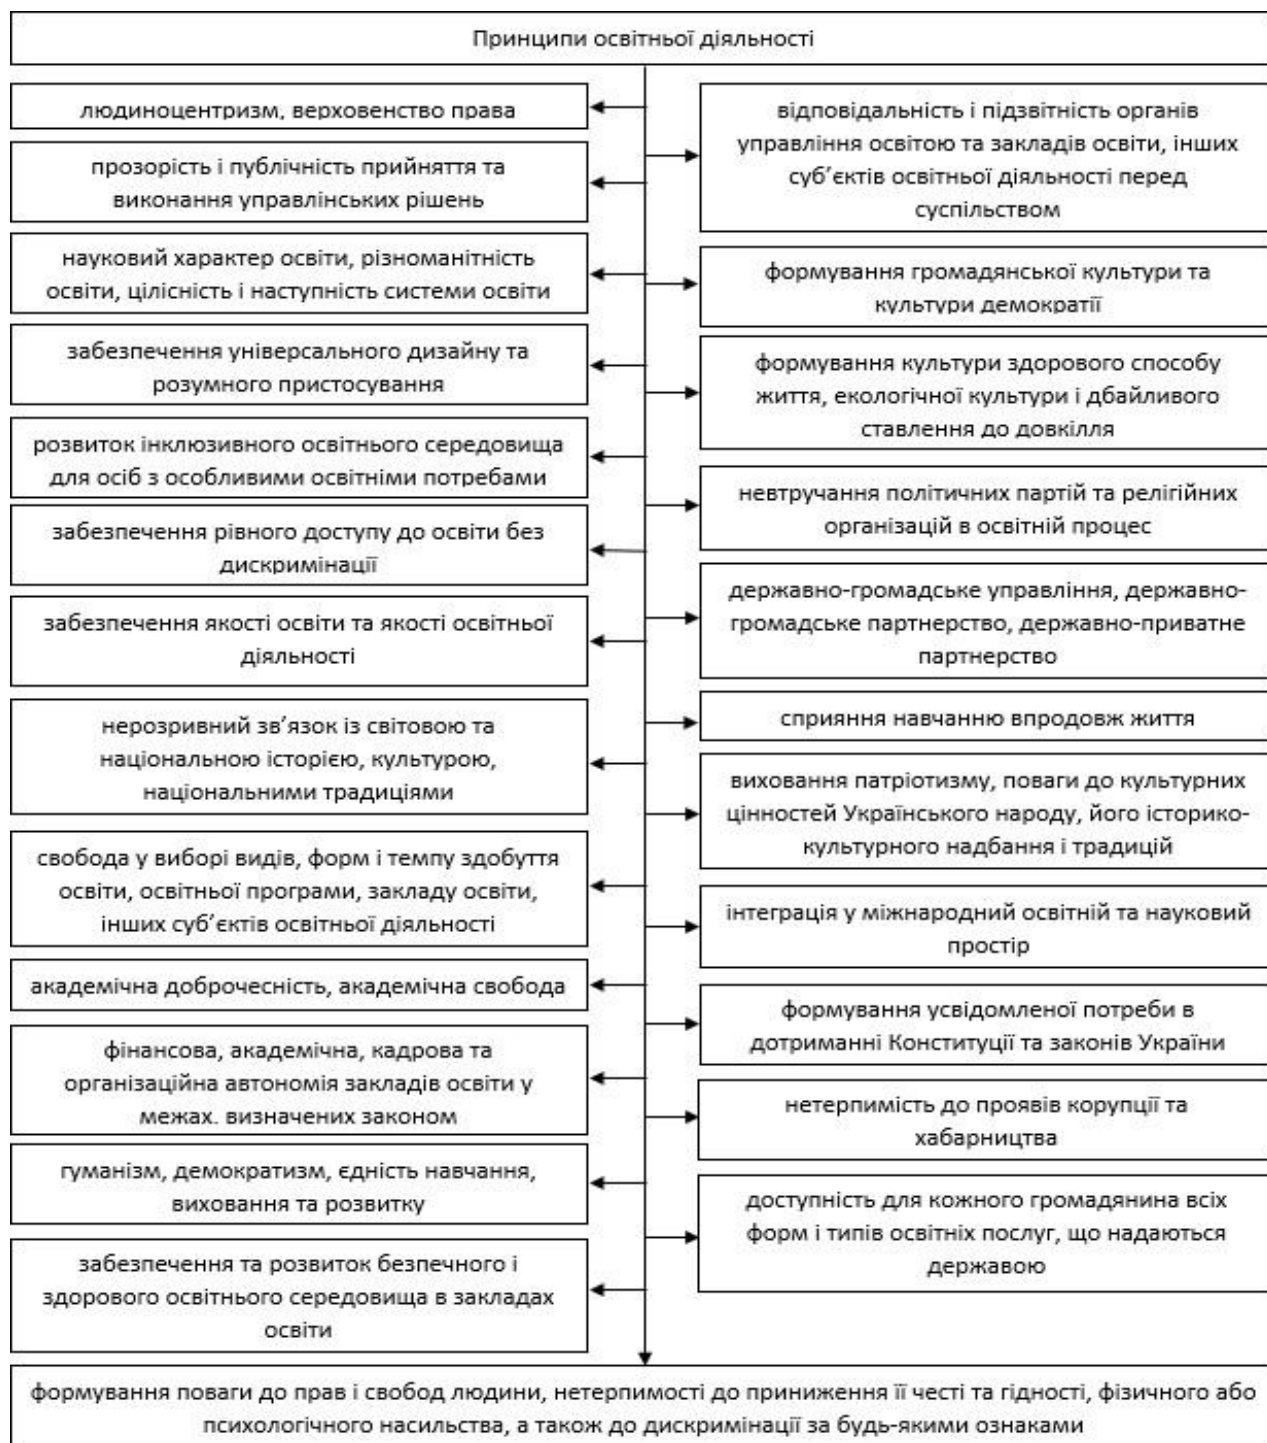 Принципи освітньої діяльності
людиноцентризм, верховенство права
прозорість і публічність прийняття та
виконання управлінських рішень
науковий характер освіти, різноманітність
освіти, цілісність і наступність системи освіти
забезпечення універсального дизайну та
розумного пристосування
розвиток інклюзивного освітнього середовища
для осіб з особливими освітніми потребами
забезпечення рівного доступу до освіти без
дискримінації
забезпечення якості освіти та якості освітньої
діяльності
нерозривний зв’язок із світовою та
національною історією, культурою,
національними традиціями
свобода у виборі видів, форм і темпу здобуття
освіти, освітньої програми, закладу освіти,
інших суб’єктів освітньої діяльності
академічна доброчесність, академічна свобода
фінансова, академічна, кадрова та
організаційна автономія закладів освіти у
межах. визначених законом
гуманізм, демократизм, єдність навчання,
виховання та розвитку
забезпечення та розвиток безпечного і
здорового освітнього середовища в закладах
освіти
відповідальність і підзвітність органів
управління освітою та закладів освіти, інших
суб’єктів освітньої діяльності перед
суспільством
формування громадянської культури та
культури демократії
формування культури здорового способу
життя, екологічної культури і дбайливого
ставлення до довкілля
невтручання політичних партій та релігійних
організацій в освітній процес
державно-громадське управління, державно-
громадське партнерство, державно-приватне
партнерство
сприяння навчанню впродовж життя
виховання патріотизму, поваги до культурних
цінностей Українського народу, його історико-
культурного надбання і традицій
інтеграція у міжнародний освітній та науковий
простір
формування усвідомленої потреби в
дотриманні Конституції та законів України
нетерпимість до проявів корупції та
хабарництва
доступність для кожного громадянина всіх
форм і типів освітніх послуг, що надаються
державою
формування поваги до прав і свобод людини, нетерпимості до приниження її честі та гідності, фізичного або
психологічного насильства, а також до дискримінації за будь-якими ознаками